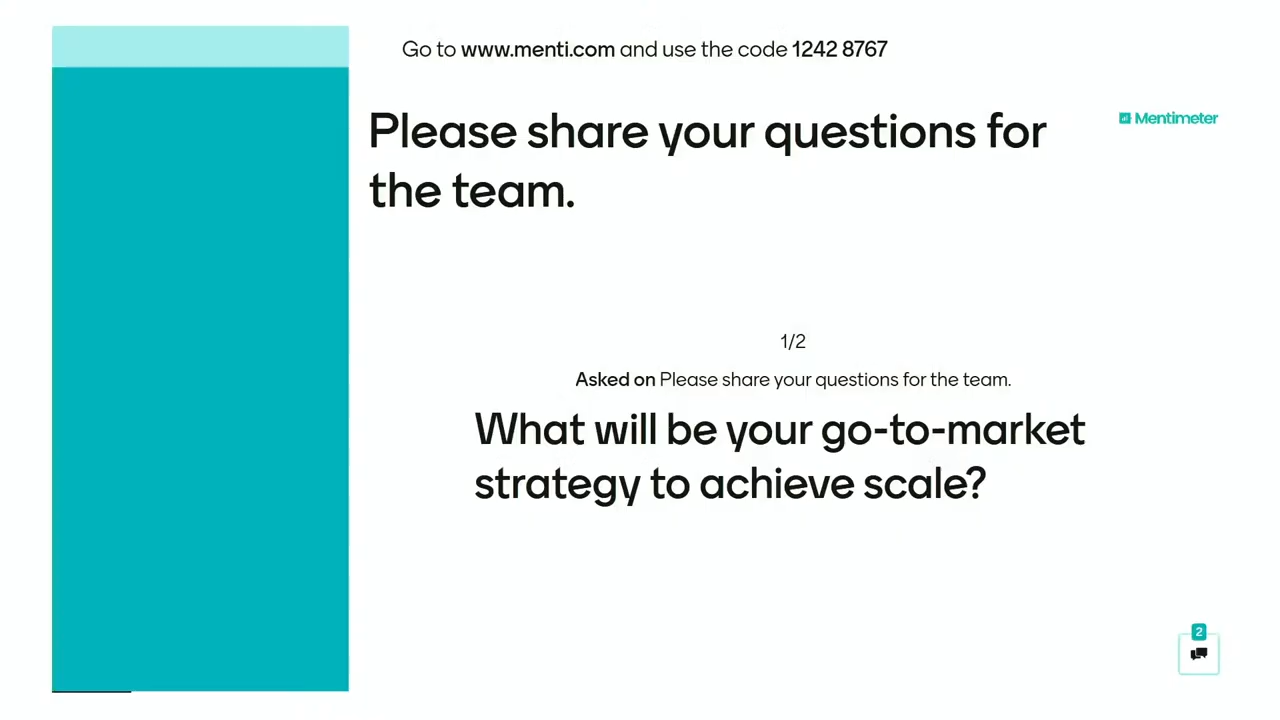 Go to www.menti.com and use the code 1242 8767
Please share your questions for
the team.
Mentimeter
1/2
Asked on Please share your questions for the team.
What will be your go-to-market
strategy to achieve scale?
2